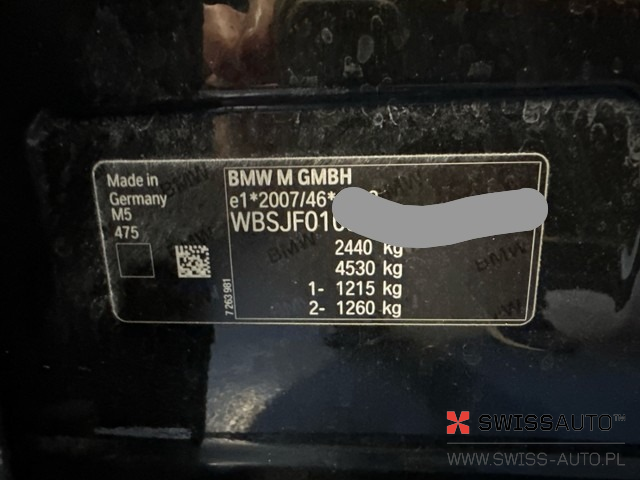 Made in
Germany
M5
475
BMW M GMBH
e1*2007/46*
WBSJF01
2440 kg
4530 kg
1- 1215 kg
2- 1260 kg
7 263 981
SWISSAUTO™
WWW.SWISS-AUTO.PL